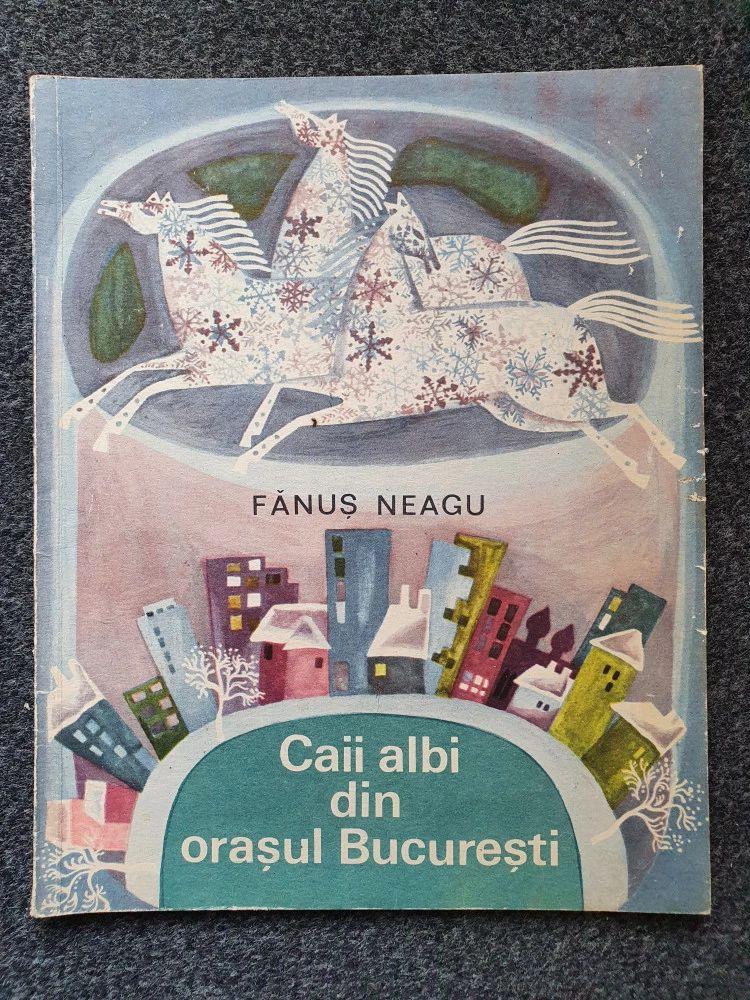 FĂNUȘ NEAGU
Caii albi
din
orașul București